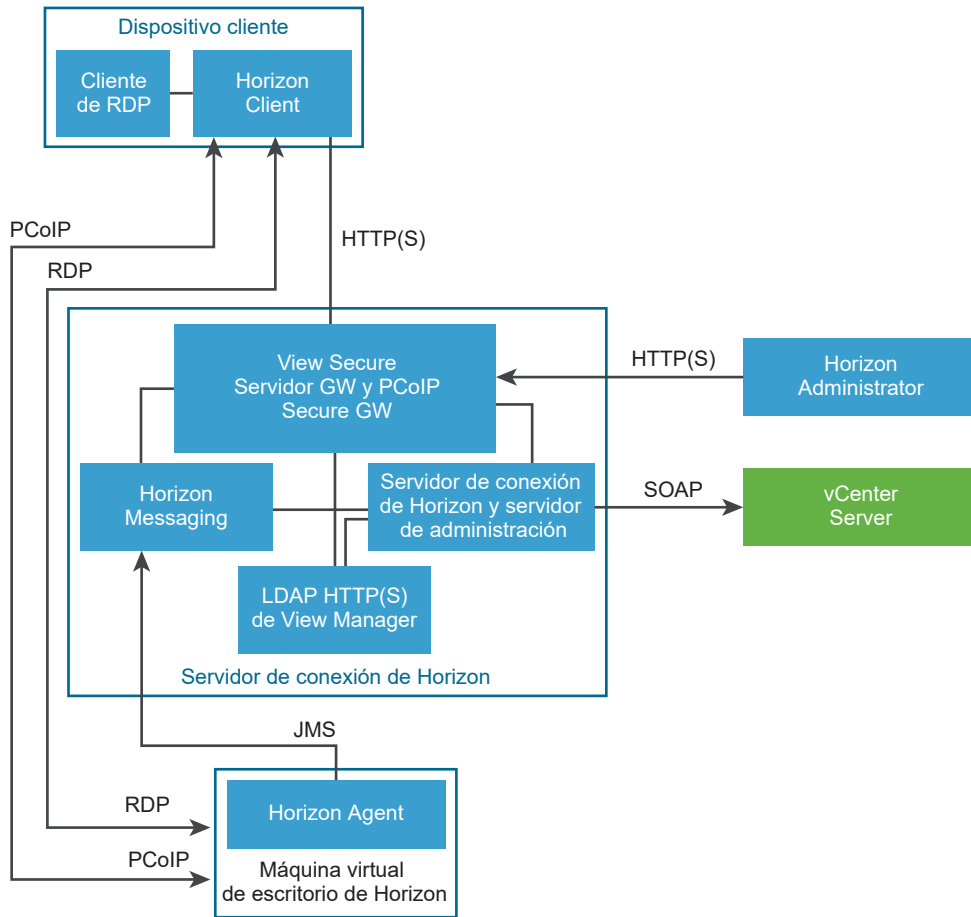 Dispositivo cliente
Cliente
de RDP
Horizon
Client
PCoIP
HTTP(S)
RDP
View Secure
Servidor GW y PCoIP
Secure GW
HTTP(S)
Horizon
Administrator
Horizon
Messaging
Servidor de conexión
de Horizon y servidor
de administración
SOAP
vCenter
Server
LDAP HTTP(S)
de View Manager
Servidor de conexión de Horizon
JMS
RDP
Horizon Agent
PCoIP
Máquina virtual
de escritorio de Horizon